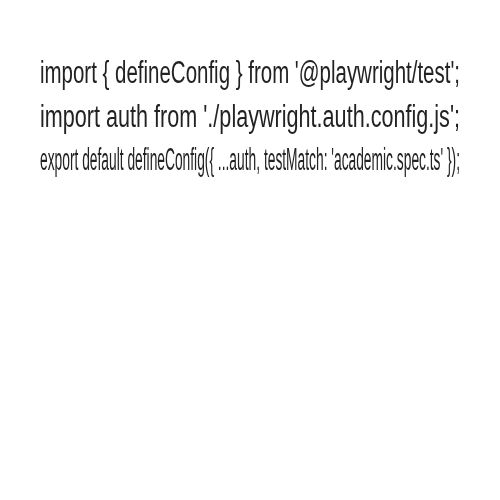 import { defineConfig } from '@playwright/test';
import auth from './playwright.auth.config.js';
export default defineConfig({ ...auth, testMatch: 'academic.spec.ts' });